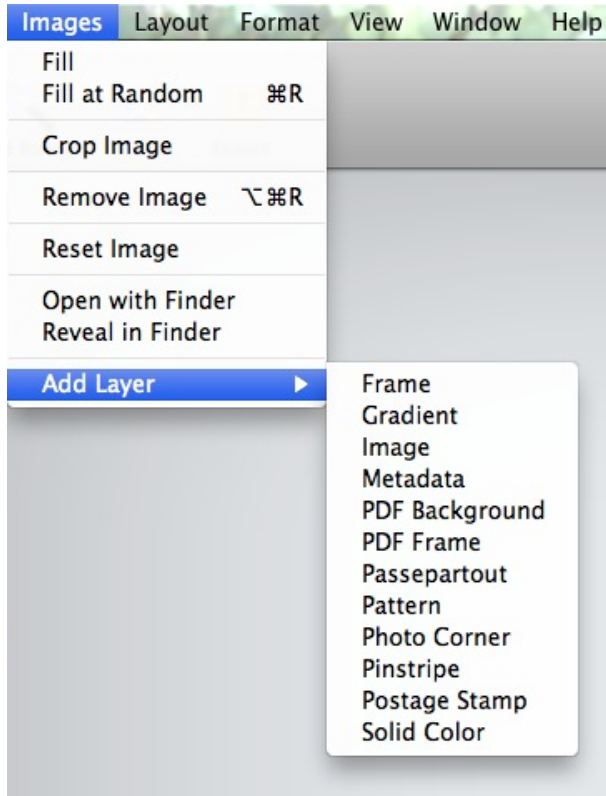 Images Layout Format View Window Help
Fill
Fill at Random ⌘R
Crop Image
Remove Image ⌥⌘R
Reset Image
Open with Finder
Reveal in Finder
Add Layer ▶
Frame
Gradient
Image
Metadata
PDF Background
PDF Frame
Passepartout
Pattern
Photo Corner
Pinstripe
Postage Stamp
Solid Color